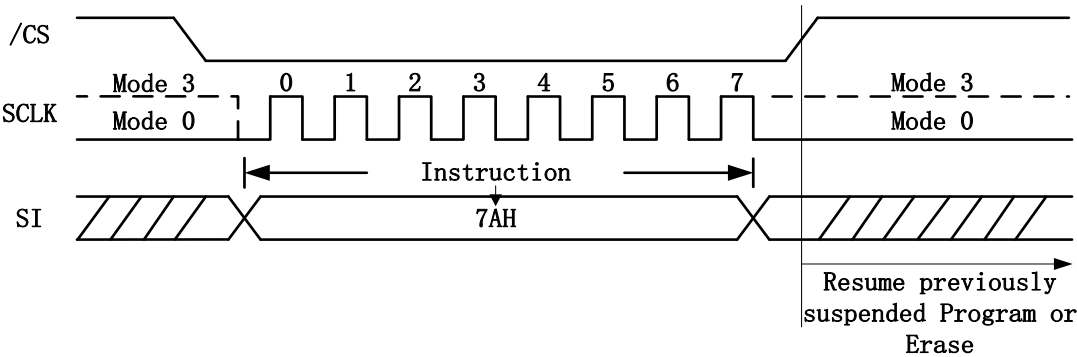 /CS
Mode 3 0 1 2 3 4 5 6 7 Mode 3
SCLK
Mode 0 Mode 0
Instruction
SI 7AH
Resume previously
suspended Program or
Erase